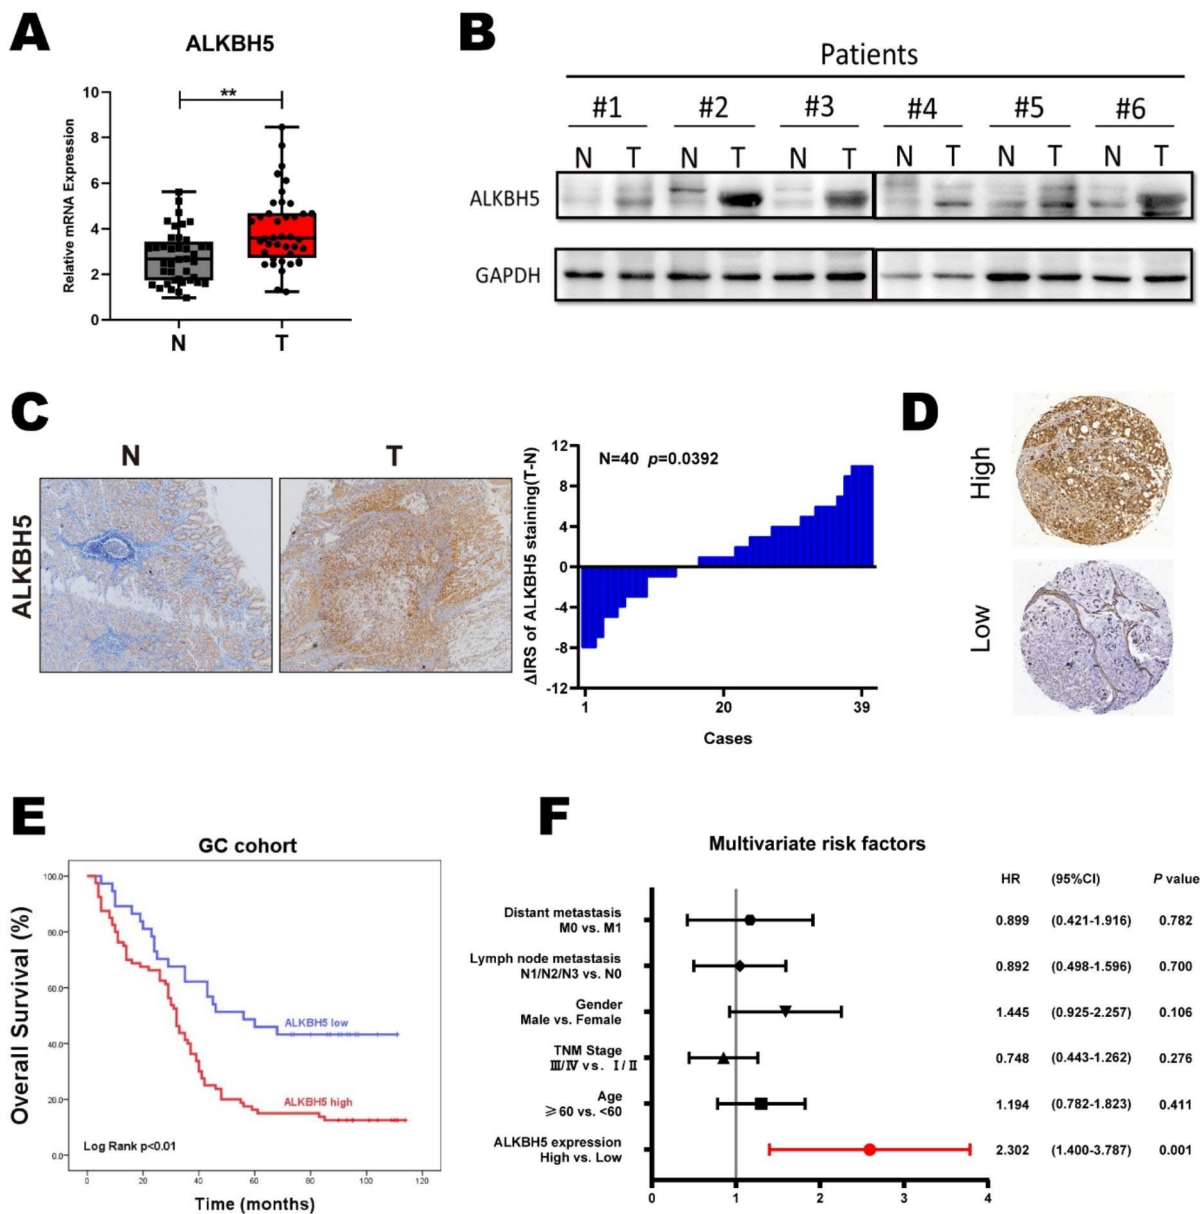 A
ALKBH5
**
Relative mRNA Expression
10
8
6
4
2
0
N
T
B
Patients
#1 #2 #3 #4 #5 #6
N T N T N T N T N T N T
ALKBH5
GAPDH
C
N
T
ALKBH5
ΔIRS of ALKBH5 staining(T-N)
N=40 p=0.0392
12
8
4
0
-4
-8
-12
1 20 39
Cases
D
High
Low
E
GC cohort
Overall Survival (%)
100.0
80.0
60.0
40.0
20.0
0.0
ALKBH5 low
ALKBH5 high
Log Rank p<0.01
0 20 40 60 80 100 120
Time (months)
F
Multivariate risk factors
HR (95%CI) P value
Distant metastasis
M0 vs. M1
0.899 (0.421-1.916) 0.782
Lymph node metastasis
N1/N2/N3 vs. N0
0.892 (0.498-1.596) 0.700
Gender
Male vs. Female
1.445 (0.925-2.257) 0.106
TNM Stage
Ⅲ/Ⅳ vs. Ⅰ/Ⅱ
0.748 (0.443-1.262) 0.276
Age
≥60 vs. <60
1.194 (0.782-1.823) 0.411
ALKBH5 expression
High vs. Low
2.302 (1.400-3.787) 0.001
0 1 2 3 4